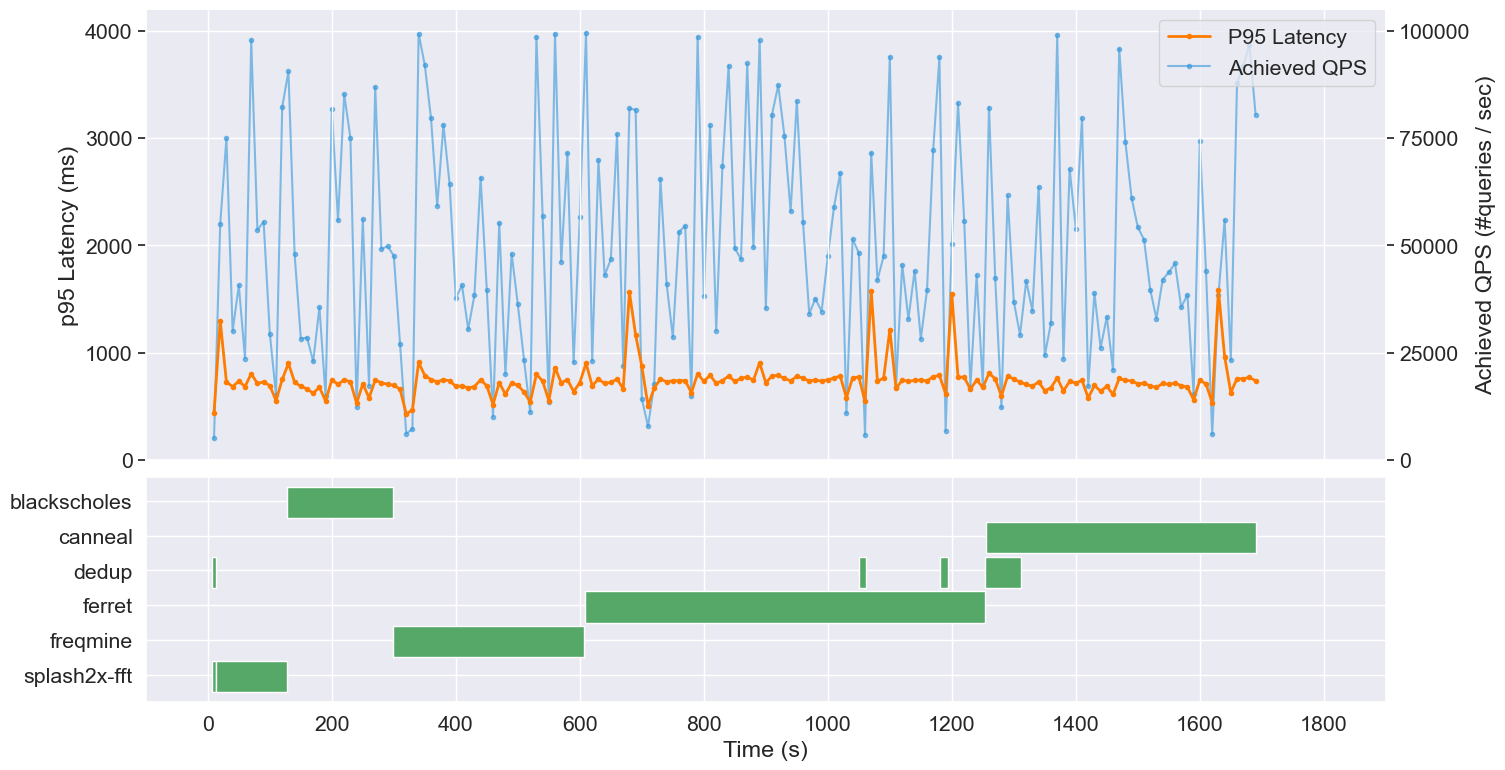 4000
3000
2000
1000
0
p95 Latency (ms)
P95 Latency
Achieved QPS
100000
75000
50000
25000
0
Achieved QPS (#queries / sec)
blackscholes
canneal
dedup
ferret
freqmine
splash2x-fft
0 200 400 600 800 1000 1200 1400 1600 1800
Time (s)